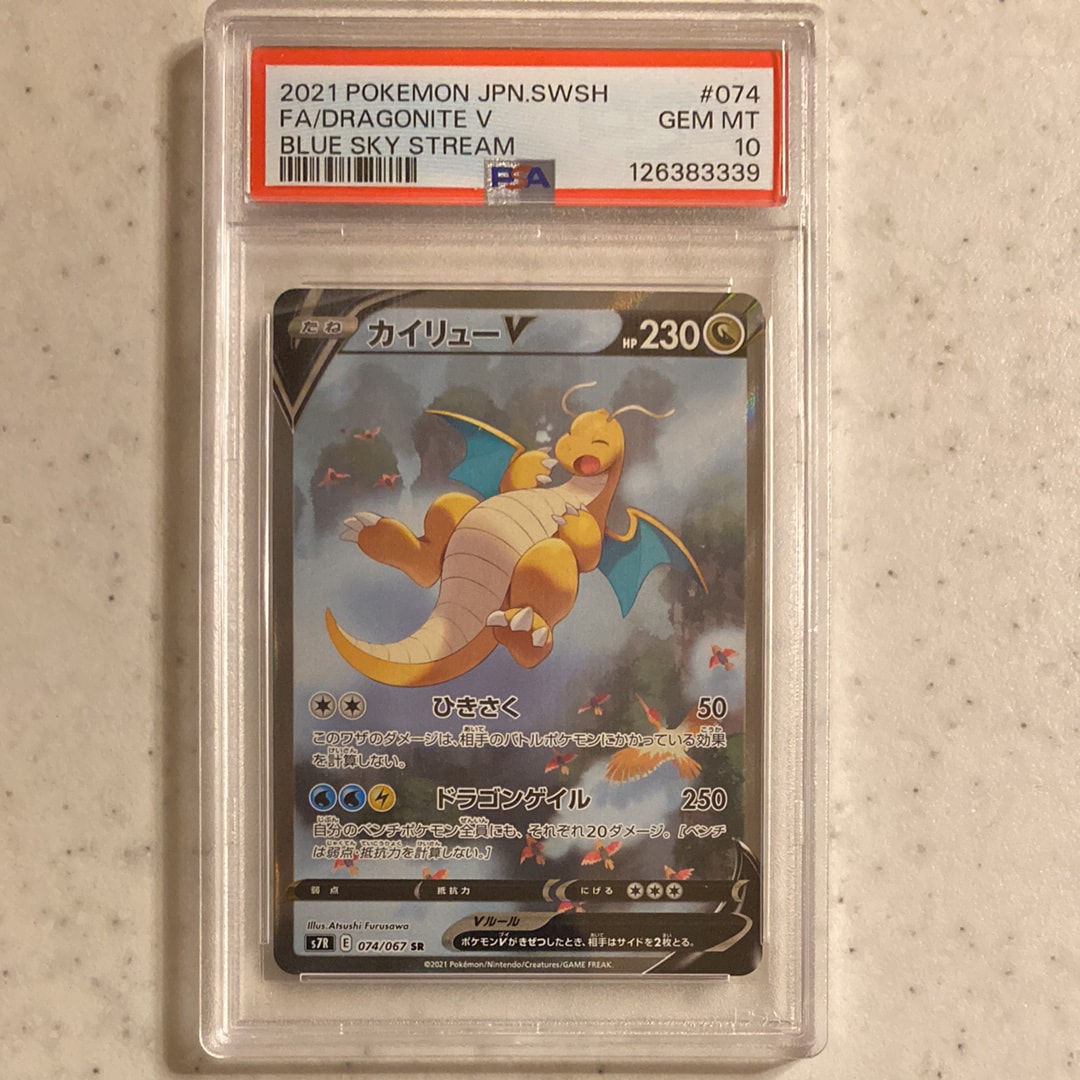 2021 POKEMON JPN.SWSH #074
FA/DRAGONITE V GEM MT
BLUE SKY STREAM 10
PSA 126383339
たね カイリューV HP230
ひきさく 50
このワザのダメージは、相手のバトルポケモンにかかっている効果
を計算しない。
ドラゴンゲイル 250
自分のベンチポケモン全員にも、それぞれ20ダメージ。[ベンチ
は弱点・抵抗力を計算しない。]
弱点 抵抗力 にげる
Illus. Atsushi Furusawa
Vルール
s7R E 074/067 SR ポケモンVがきぜつしたとき、相手はサイドを2枚とる。
©2021 Pokémon/Nintendo/Creatures/GAME FREAK.